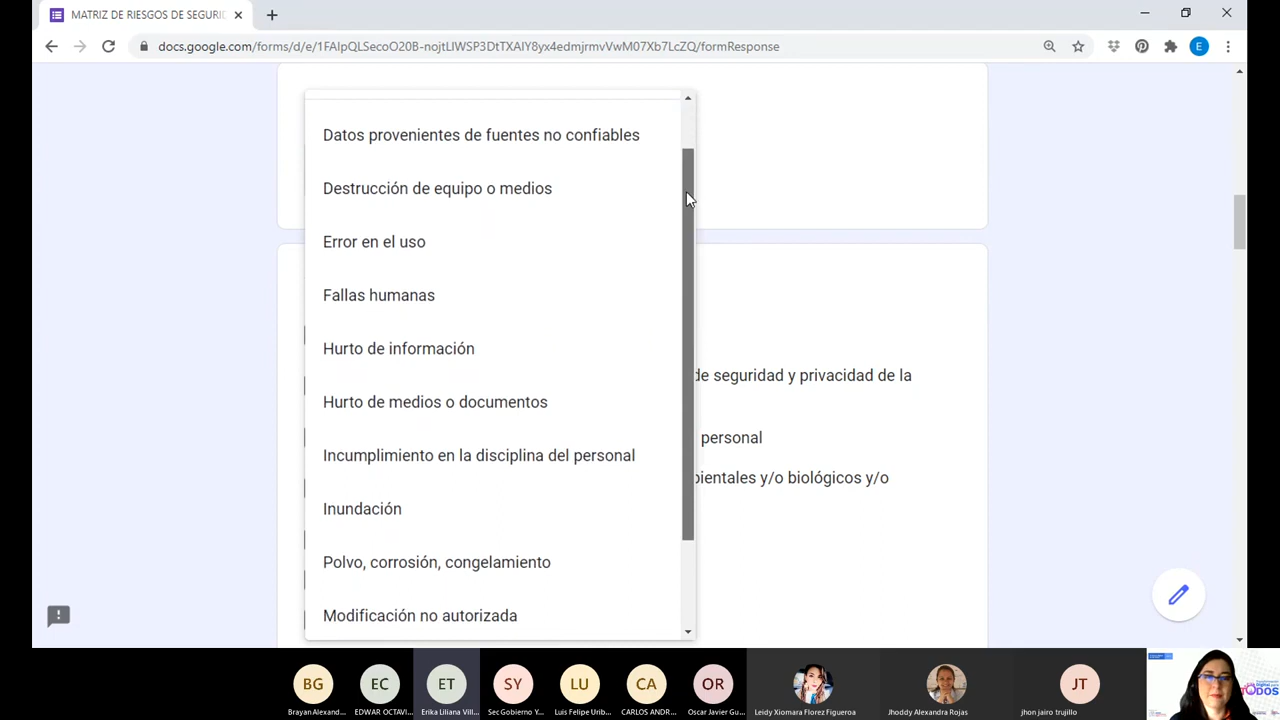 MATRIZ DE RIESGOS DE SEGURI
docs.google.com/forms/d/e/1FAIpQLSecoO20B-nojtLlWSP3DtTXAIY8yx4edmjrmvVwM07Xb7LcZQ/formResponse
E
Datos provenientes de fuentes no confiables
Destrucción de equipo o medios
Error en el uso
Fallas humanas
Hurto de información
de seguridad y privacidad de la
Hurto de medios o documentos
personal
Incumplimiento en la disciplina del personal
bientales y/o biológicos y/o
Inundación
Polvo, corrosión, congelamiento
Modificación no autorizada
BG
EC
ET
SY
LU
CA
OR
JT
TODOS
Brayan Alexand...
EDWAR OCTAVI...
Erika Liliana Vill...
Sec Gobierno Y...
Luis Felipe Urib...
CARLOS ANDR...
Oscar Javier Gu...
Leidy Xiomara Florez Figueroa
Jhoddy Alexandra Rojas
jhon jairo trujillo